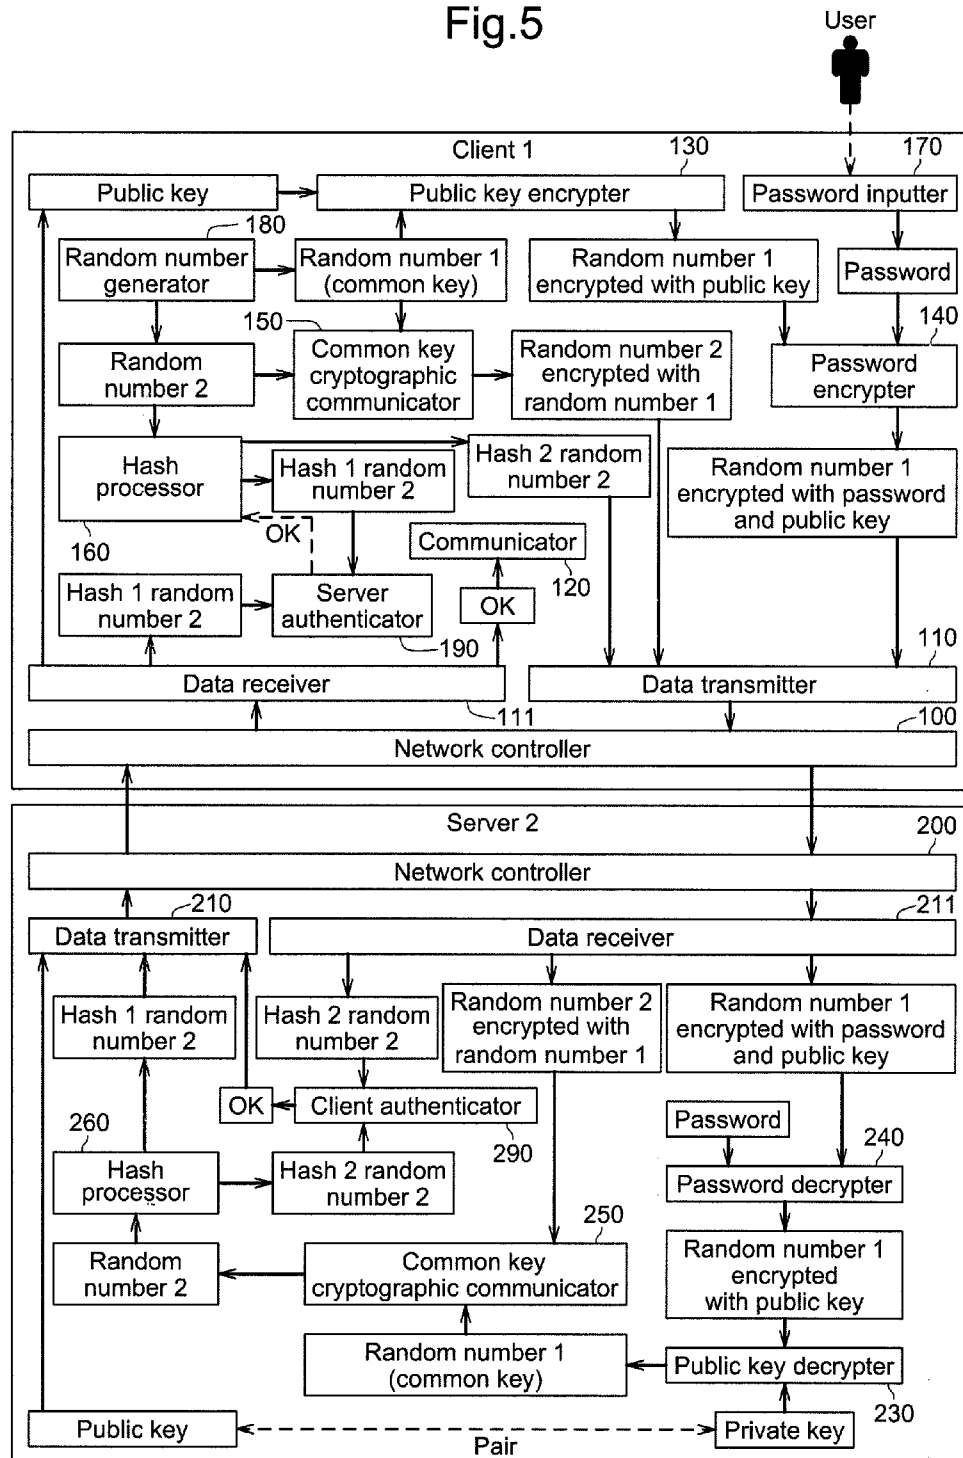 Fig.5
User
Client 1
130
170
Public key
Public key encrypter
Password inputter
180
Random number
generator
Random number 1
(common key)
Random number 1
encrypted with public key
Password
150
140
Random
number 2
Common key
cryptographic
communicator
Random number 2
encrypted with
random number 1
Password
encrypter
Hash
processor
Hash 1 random
number 2
Hash 2 random
number 2
Random number 1
encrypted with password
and public key
OK
160
Communicator
120
Hash 1 random
number 2
Server
authenticator
OK
190
110
Data receiver
Data transmitter
111
100
Network controller
Server 2
200
Network controller
210
211
Data transmitter
Data receiver
Hash 1 random
number 2
Hash 2 random
number 2
Random number 2
encrypted with
random number 1
Random number 1
encrypted with password
and public key
OK
Client authenticator
Password
260
290
240
Hash
processor
Hash 2 random
number 2
Password decrypter
250
Random
number 2
Common key
cryptographic communicator
Random number 1
encrypted
with public key
Random number 1
(common key)
Public key decrypter
230
Public key
Pair
Private key